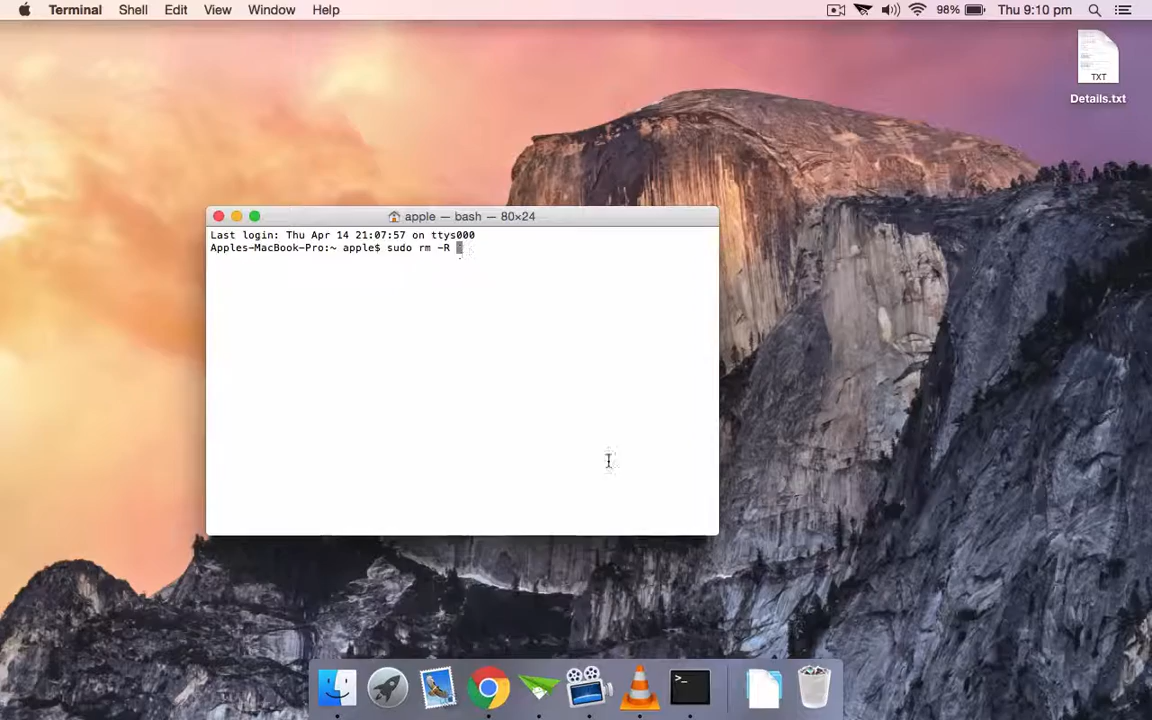 Terminal Shell Edit View Window Help 98% Thu 9:10 pm
TXT
Details.txt
apple — bash — 80×24
Last login: Thu Apr 14 21:07:57 on ttys000
Apples-MacBook-Pro:~ apple$ sudo rm -R
>_